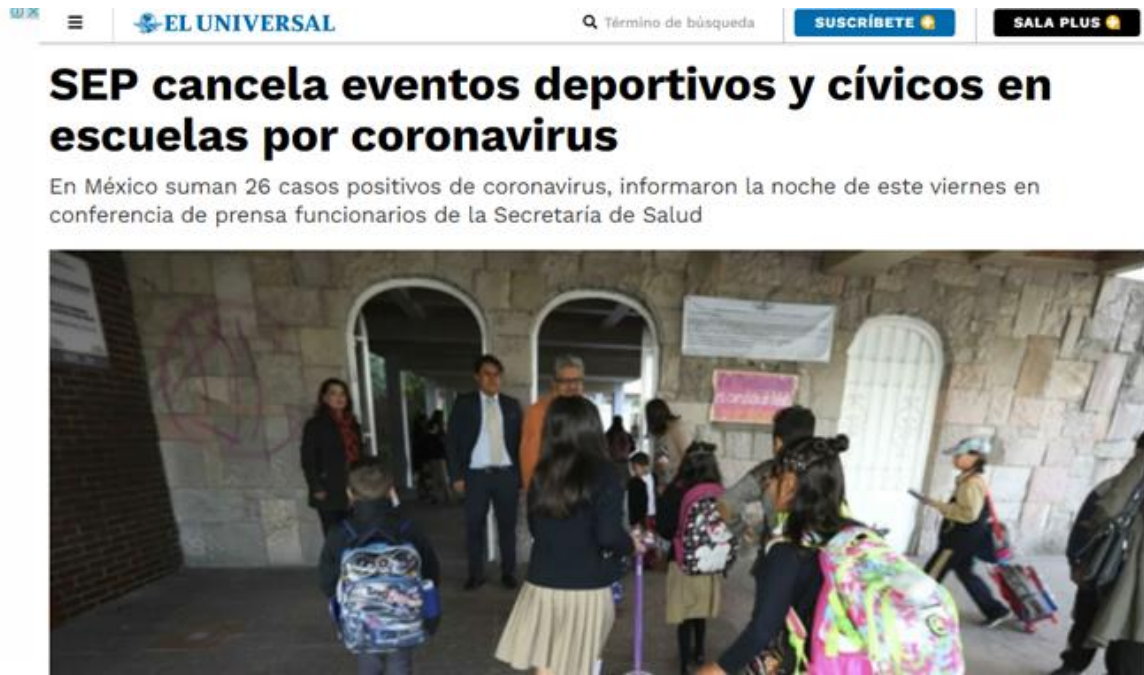 EL UNIVERSAL
Término de búsqueda
SUSCRÍBETE
SALA PLUS
SEP cancela eventos deportivos y cívicos en
escuelas por coronavirus
En México suman 26 casos positivos de coronavirus, informaron la noche de este viernes en
conferencia de prensa funcionarios de la Secretaría de Salud